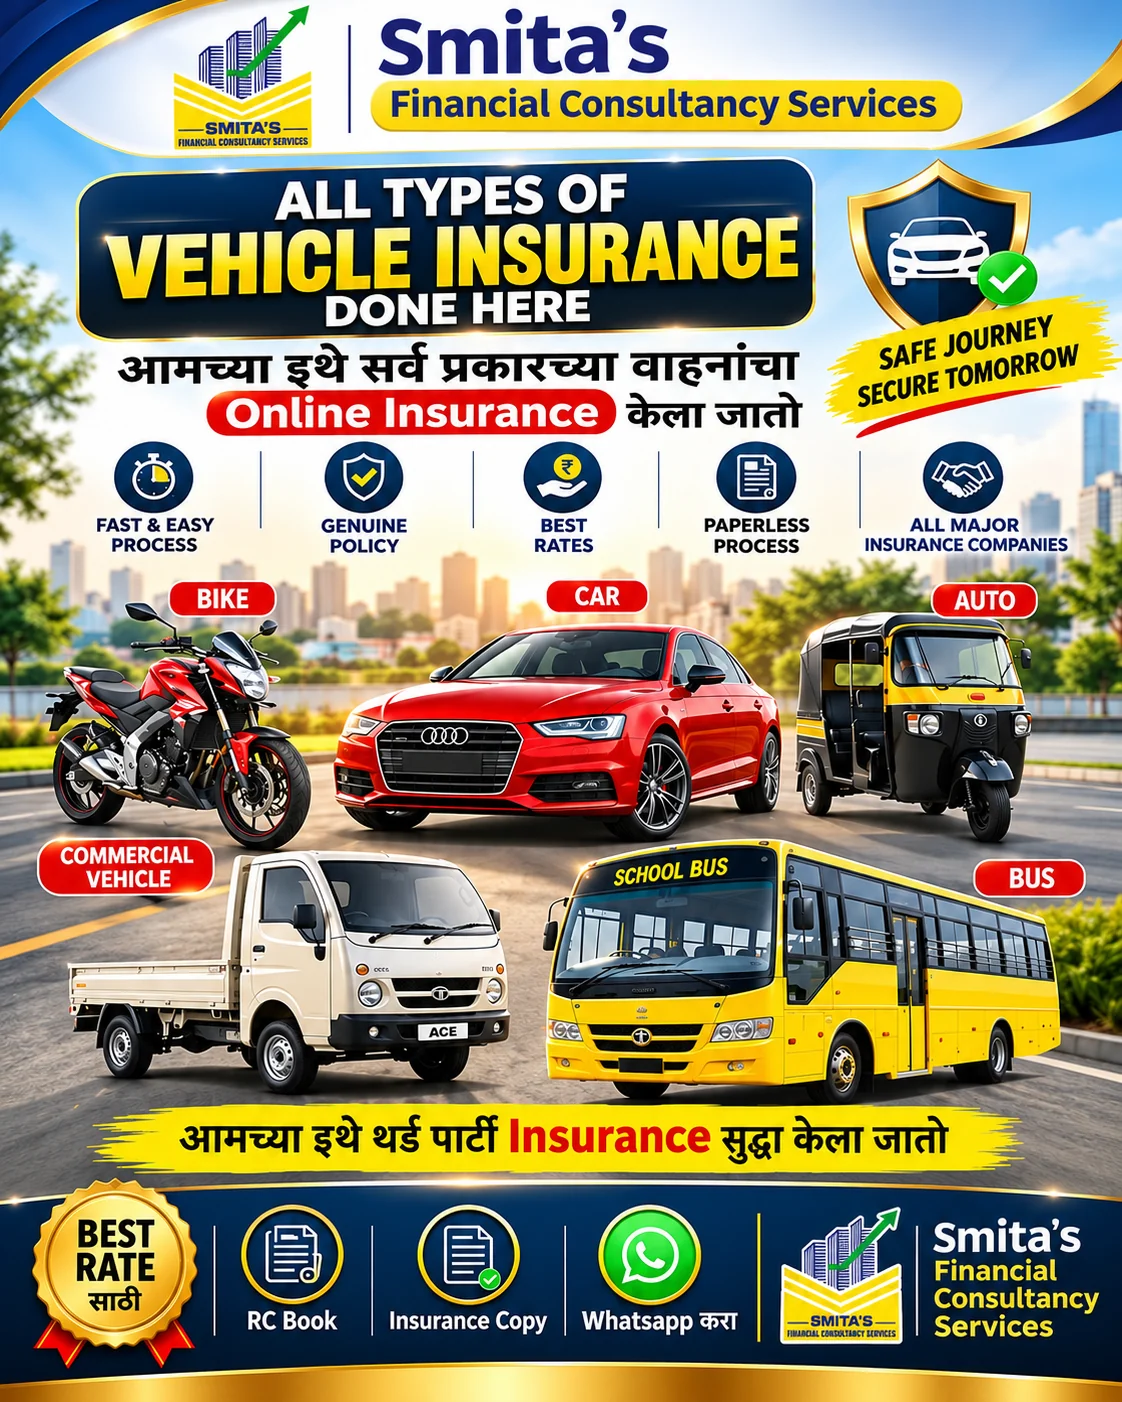 SMITA'S
FINANCIAL CONSULTANCY SERVICES
Smita's
Financial Consultancy Services
ALL TYPES OF
VEHICLE INSURANCE
DONE HERE
SAFE JOURNEY
SECURE TOMORROW
आमच्या इथे सर्व प्रकारच्या वाहनांचा
Online Insurance केला जातो
FAST & EASY
PROCESS
GENUINE
POLICY
BEST
RATES
PAPERLESS
PROCESS
ALL MAJOR
INSURANCE COMPANIES
BIKE
CAR
AUTO
COMMERCIAL
VEHICLE
BUS
SCHOOL BUS
ACE
आमच्या इथे थर्ड पार्टी Insurance सुद्धा केला जातो
BEST
RATE
साठी
RC Book
Insurance Copy
Whatsapp करा
SMITA'S
FINANCIAL CONSULTANCY SERVICES
Smita's
Financial
Consultancy
Services